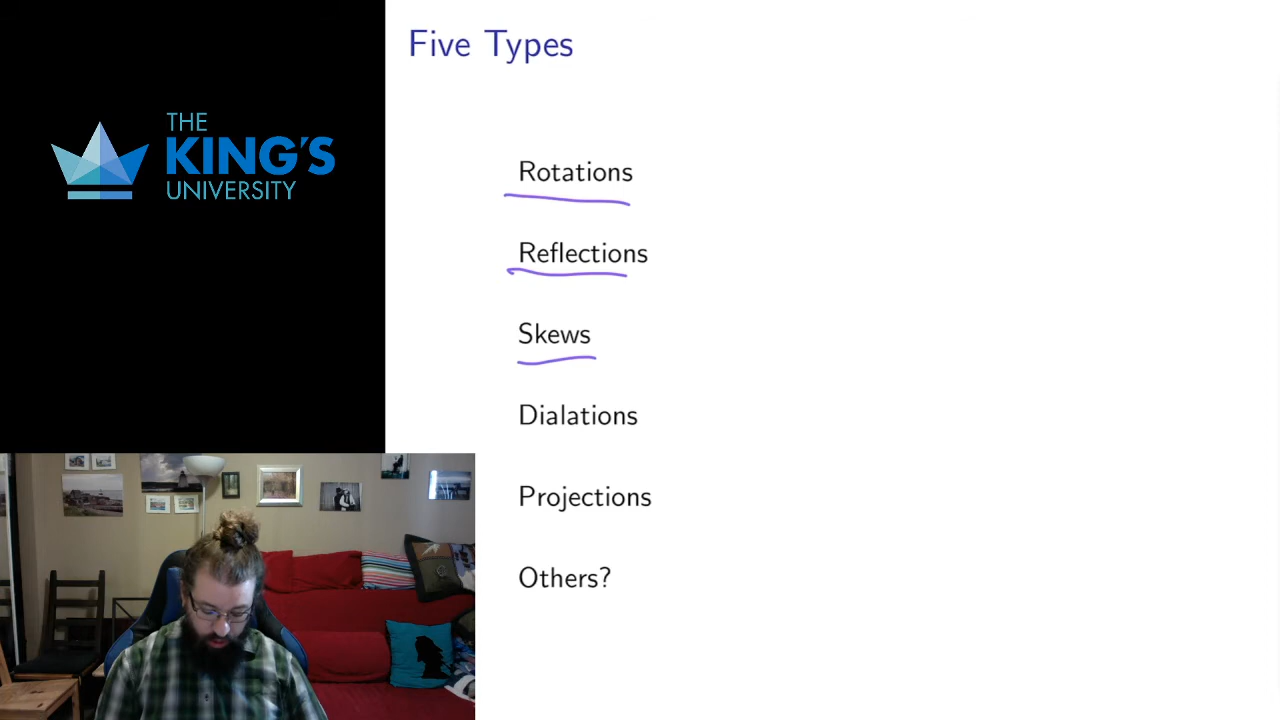 THE
KING'S
UNIVERSITY
Five Types
Rotations
Reflections
Skews
Dialations
Projections
Others?